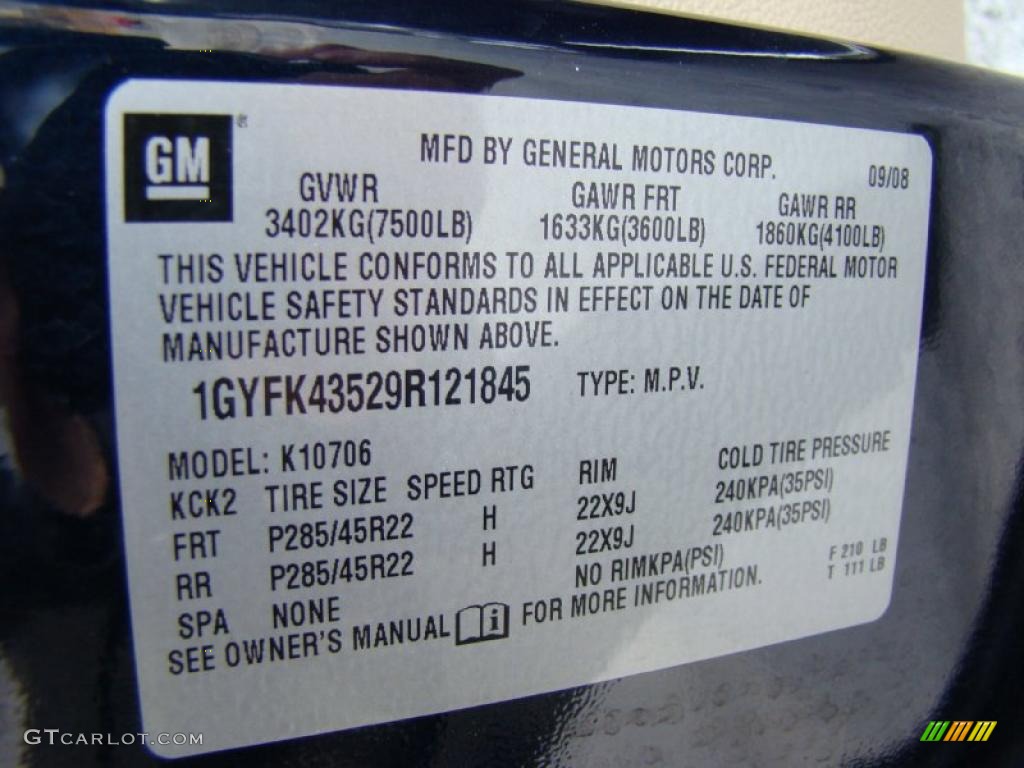 GM ®
MFD BY GENERAL MOTORS CORP.
09/08
GVWR GAWR FRT GAWR RR
3402KG(7500LB) 1633KG(3600LB) 1860KG(4100LB)
THIS VEHICLE CONFORMS TO ALL APPLICABLE U.S. FEDERAL MOTOR
VEHICLE SAFETY STANDARDS IN EFFECT ON THE DATE OF
MANUFACTURE SHOWN ABOVE.
1GYFK43529R121845 TYPE: M.P.V.
MODEL: K10706
KCK2 TIRE SIZE SPEED RTG RIM COLD TIRE PRESSURE
FRT P285/45R22 H 22X9J 240KPA(35PSI)
RR P285/45R22 H 22X9J 240KPA(35PSI)
SPA NONE NO RIMKPA(PSI) F 210 LB
T 111 LB
SEE OWNER'S MANUAL i FOR MORE INFORMATION.
GTCARLOT.COM